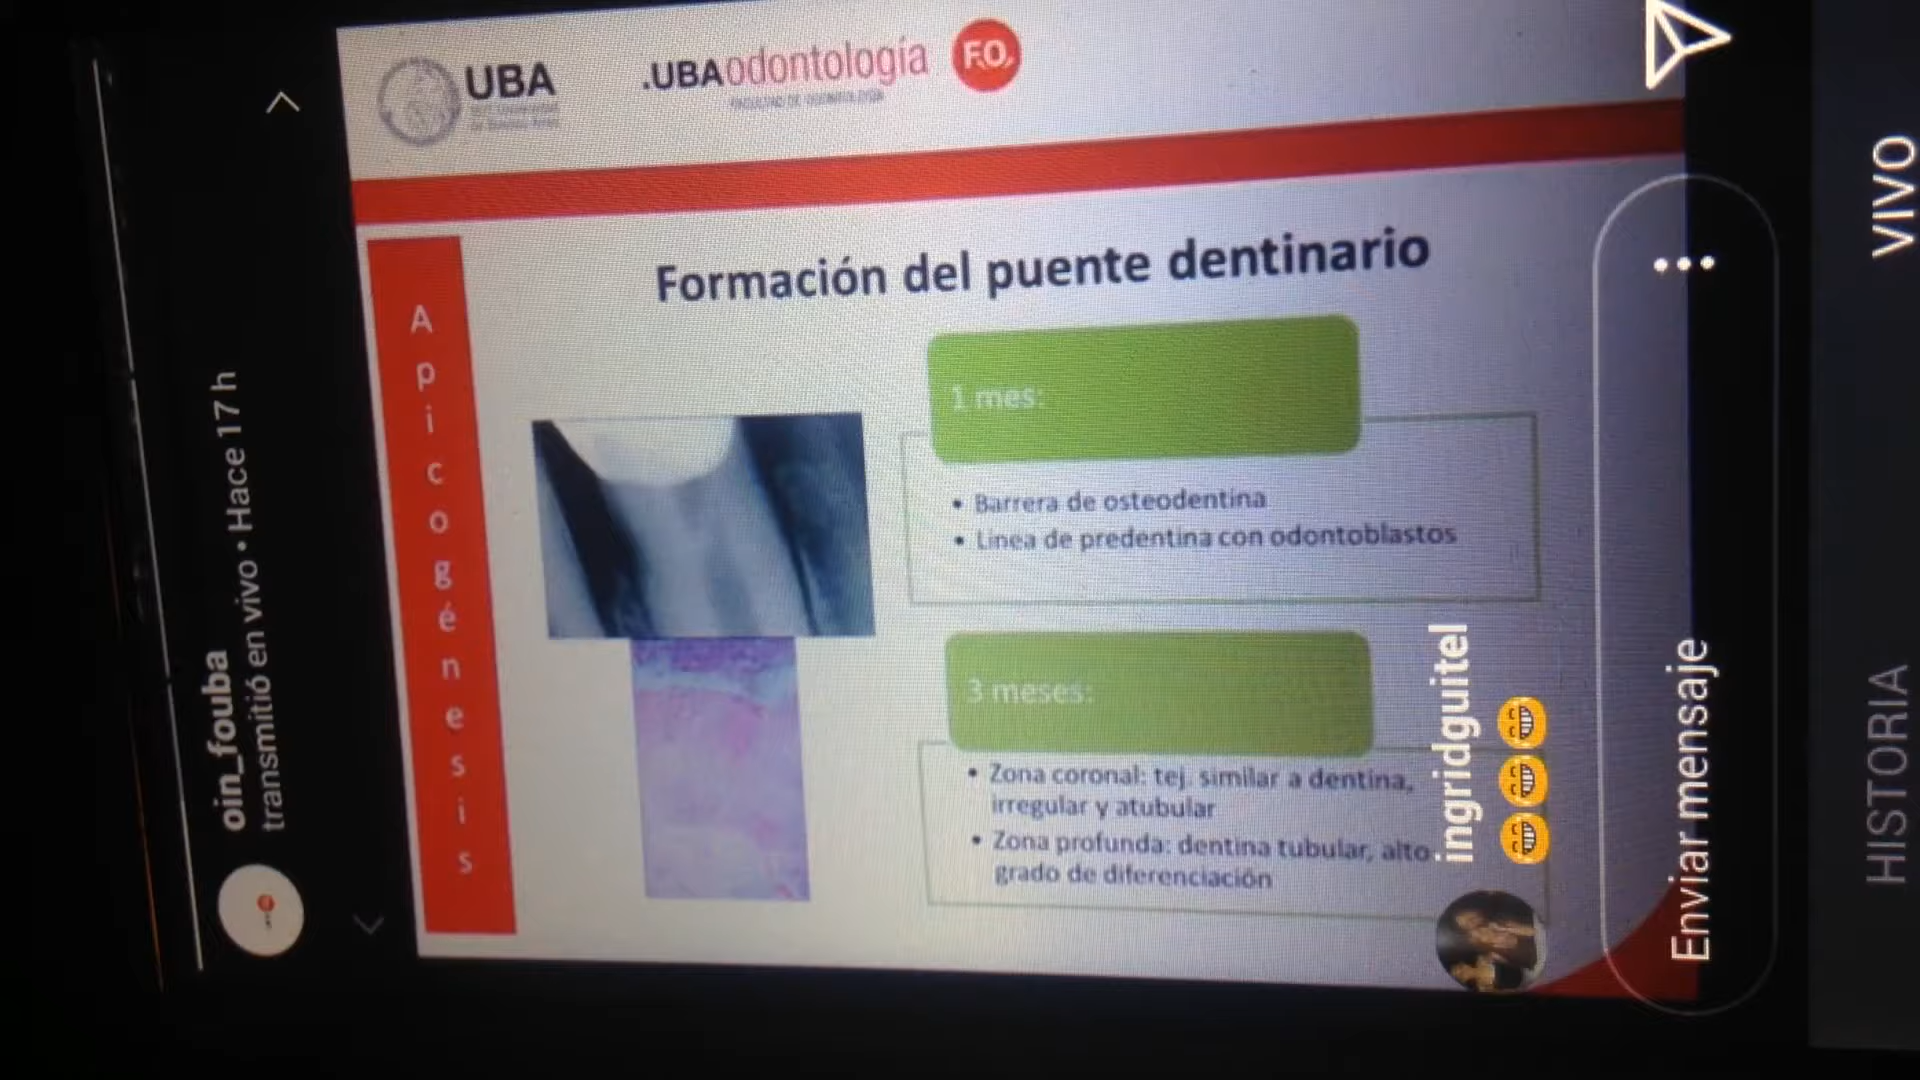 oin_fouba
transmitió en vivo • Hace 17 h
UBA
.UBAodontología
F.O.
Apicogénesis
Formación del puente dentinario
1 mes:
• Barrera de osteodentina
• Linea de predentina con odontoblastos
3 meses:
• Zona coronal: tej. similar a dentina,
irregular y atubular
• Zona profunda: dentina tubular, alto
grado de diferenciación
ingridguitel
Enviar mensaje
HISTORIA
VIVO